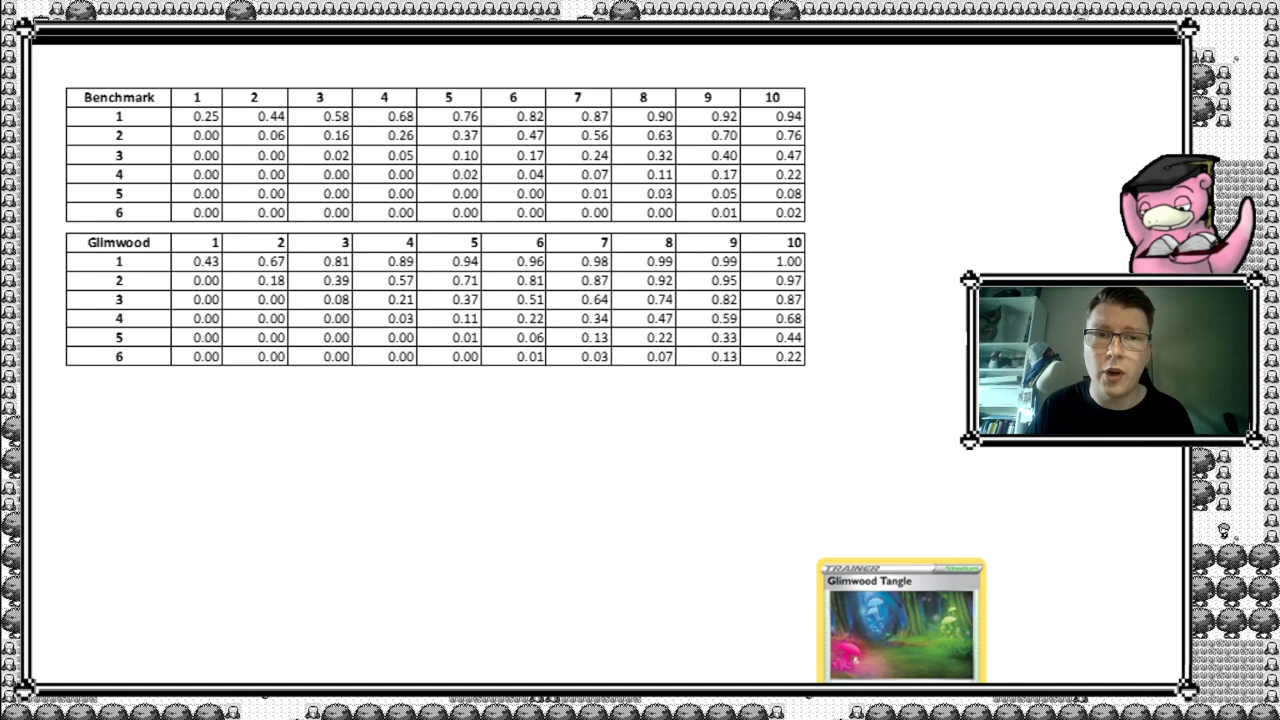 Benchmark 1 2 3 4 5 6 7 8 9 10
1 0.25 0.44 0.58 0.68 0.76 0.82 0.87 0.90 0.92 0.94
2 0.00 0.06 0.16 0.26 0.37 0.47 0.56 0.63 0.70 0.76
3 0.00 0.00 0.02 0.05 0.10 0.17 0.24 0.32 0.40 0.47
4 0.00 0.00 0.00 0.00 0.02 0.04 0.07 0.11 0.17 0.22
5 0.00 0.00 0.00 0.00 0.00 0.00 0.01 0.03 0.05 0.08
6 0.00 0.00 0.00 0.00 0.00 0.00 0.00 0.00 0.01 0.02
Glimwood 1 2 3 4 5 6 7 8 9 10
1 0.43 0.67 0.81 0.89 0.94 0.96 0.98 0.99 0.99 1.00
2 0.00 0.18 0.39 0.57 0.71 0.81 0.87 0.92 0.95 0.97
3 0.00 0.00 0.08 0.21 0.37 0.51 0.64 0.74 0.82 0.87
4 0.00 0.00 0.00 0.03 0.11 0.22 0.34 0.47 0.59 0.68
5 0.00 0.00 0.00 0.00 0.01 0.06 0.13 0.22 0.33 0.44
6 0.00 0.00 0.00 0.00 0.00 0.01 0.03 0.07 0.13 0.22
TRAINER Stadium
Glimwood Tangle